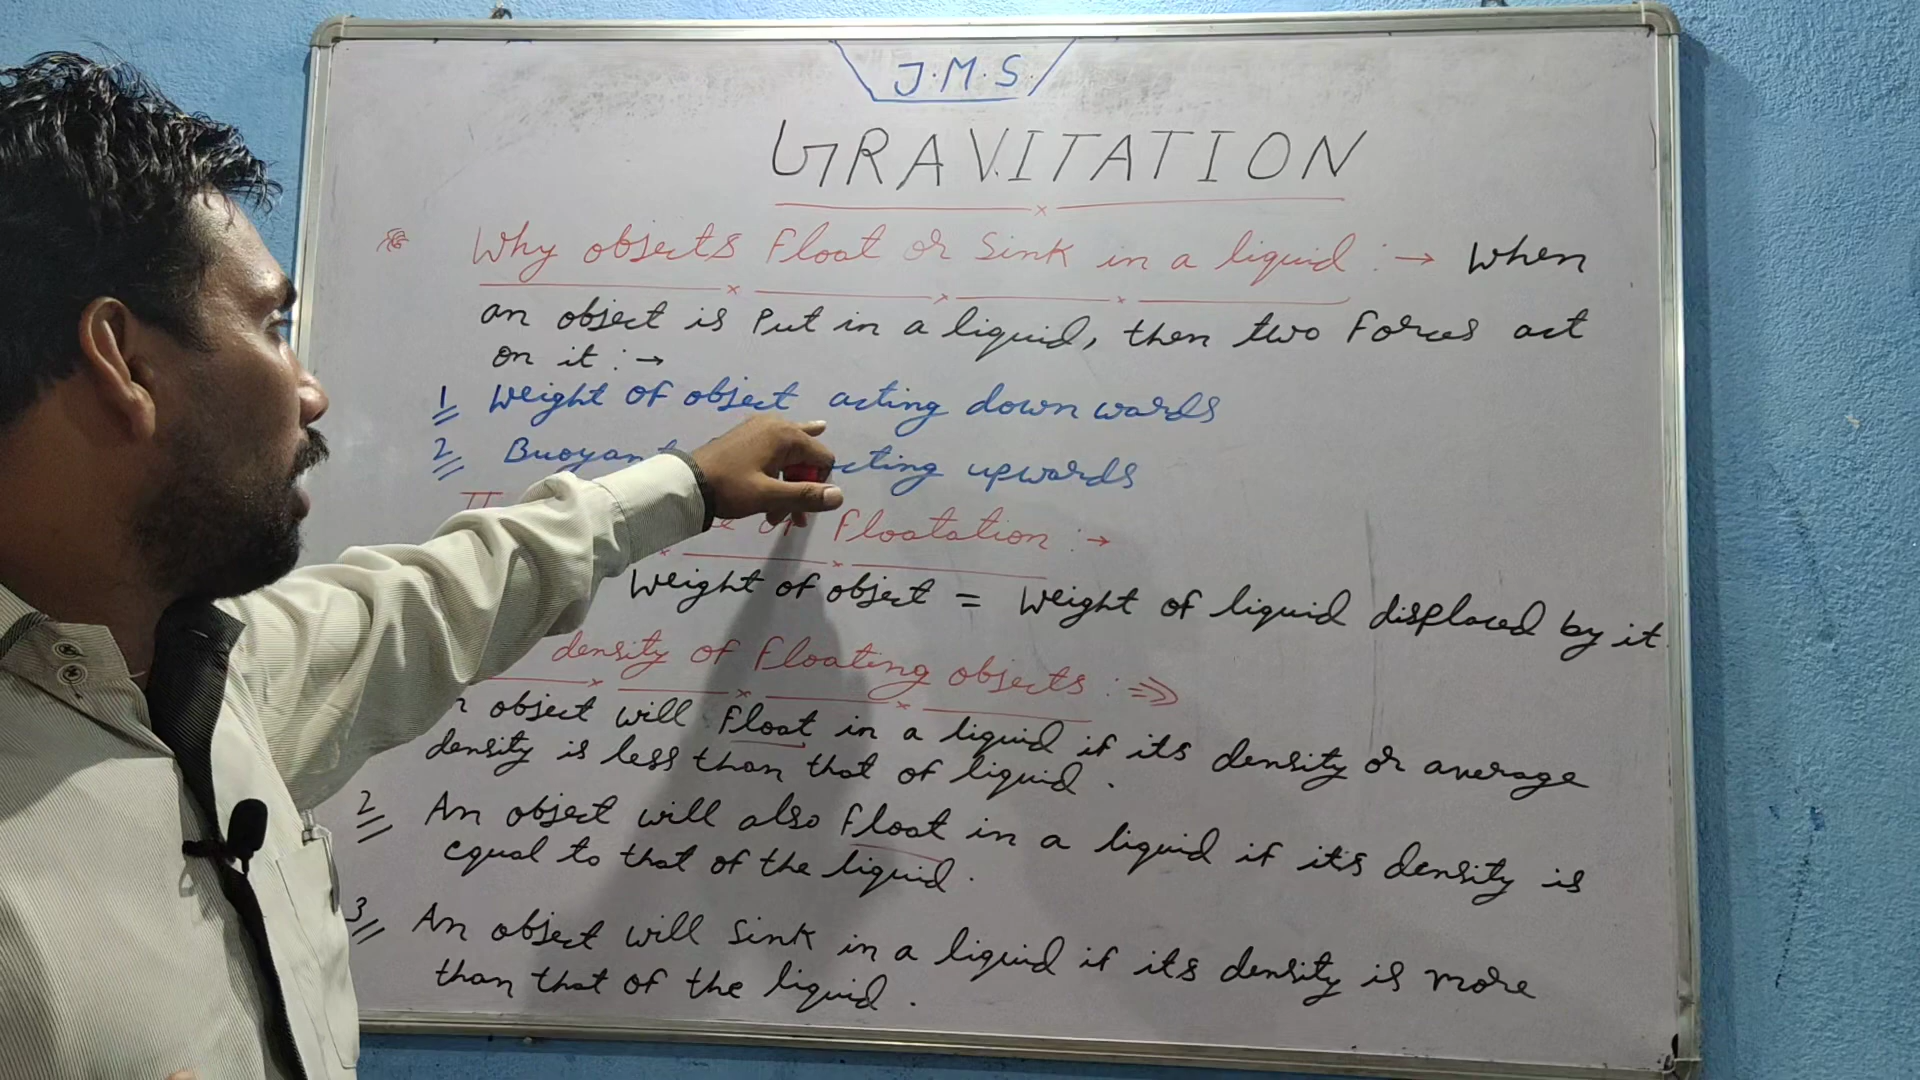 J.M.S.
GRAVITATION
Why objects Float or Sink in a liquid : → When
an object is Put in a liquid, then two Forces act
on it : →
1 Weight of object acting down wards
2 Buoyant acting upwards
of Floatation : →
Weight of object = Weight of liquid displaced by it.
density of Floating objects : ⇒
object will Float in a liquid if its density or average
density is less than that of liquid .
2 An object will also Float in a liquid if its density is
equal to that of the liquid .
3 An object will Sink in a liquid if its density is more
than that of the liquid .